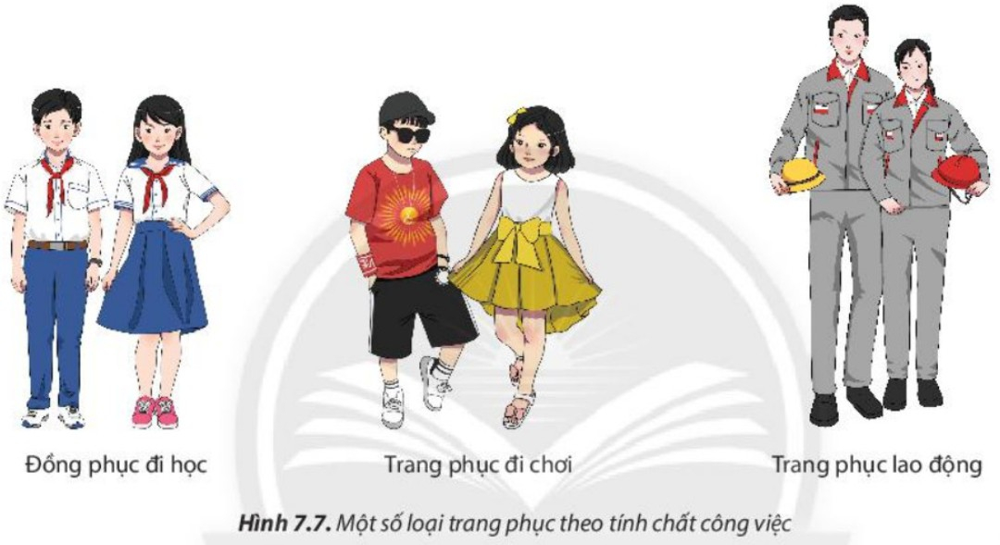 Đồng phục đi học
Trang phục đi chơi
Trang phục lao động
Hình 7.7. Một số loại trang phục theo tính chất công việc